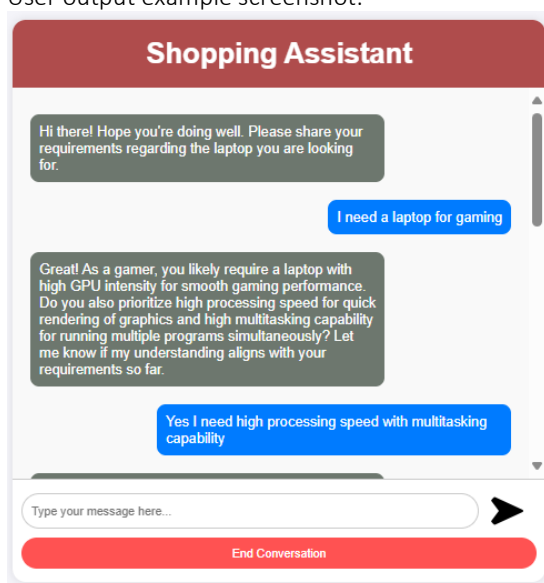 User output example screenshot:
Shopping Assistant
Hi there! Hope you're doing well. Please share your
requirements regarding the laptop you are looking
for.
I need a laptop for gaming
Great! As a gamer, you likely require a laptop with
high GPU intensity for smooth gaming performance.
Do you also prioritize high processing speed for quick
rendering of graphics and high multitasking capability
for running multiple programs simultaneously? Let
me know if my understanding aligns with your
requirements so far.
Yes I need high processing speed with multitasking
capability
Type your message here...
End Conversation